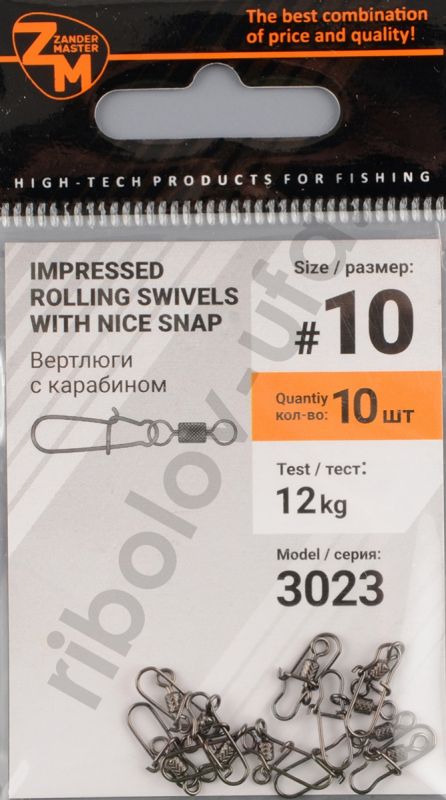 ZM
ZANDER
MASTER
The best combination
of price and quality!
HIGH-TECH PRODUCTS FOR FISHING
IMPRESSED
ROLLING SWIVELS
WITH NICE SNAP
Вертлюги
с карабином
Size / размер:
#10
Quantiy
кол-во: 10 шт
Test / тест:
12 kg
Model / серия:
3023
ribolov-ufa.